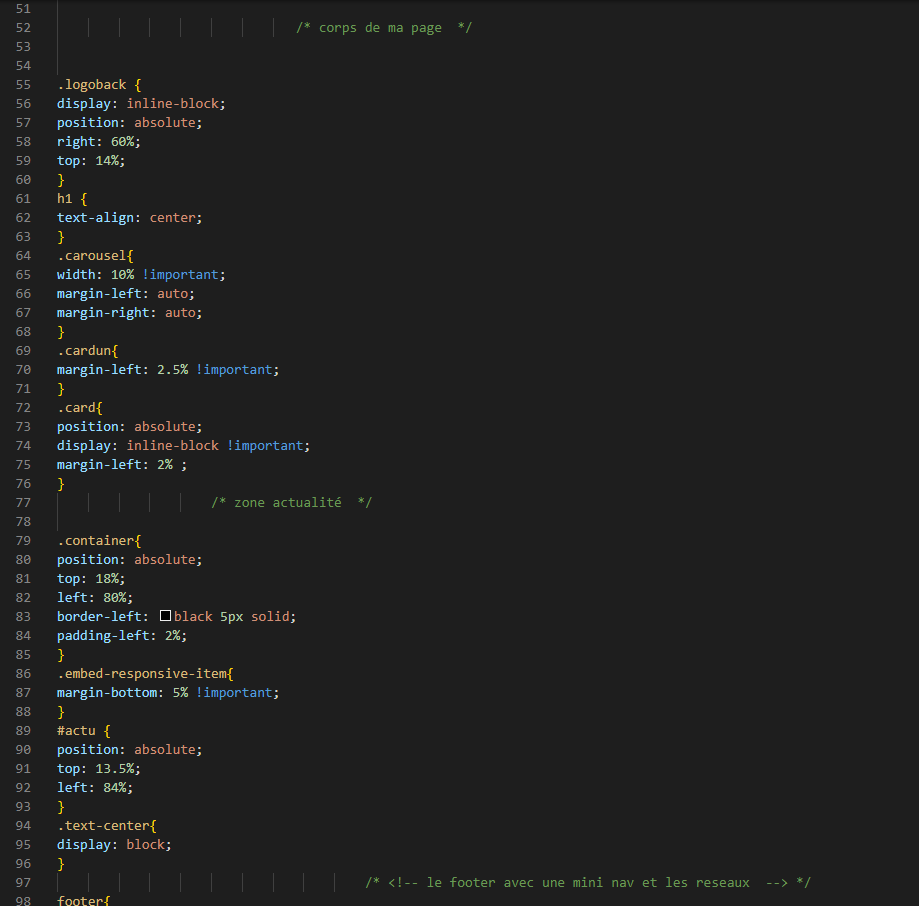 51
52 /* corps de ma page  */
53
54
55 .logoback {
56 display: inline-block;
57 position: absolute;
58 right: 60%;
59 top: 14%;
60 }
61 h1 {
62 text-align: center;
63 }
64 .carousel{
65 width: 10% !important;
66 margin-left: auto;
67 margin-right: auto;
68 }
69 .cardun{
70 margin-left: 2.5% !important;
71 }
72 .card{
73 position: absolute;
74 display: inline-block !important;
75 margin-left: 2% ;
76 }
77 /* zone actualité  */
78
79 .container{
80 position: absolute;
81 top: 18%;
82 left: 80%;
83 border-left: black 5px solid;
84 padding-left: 2%;
85 }
86 .embed-responsive-item{
87 margin-bottom: 5% !important;
88 }
89 #actu {
90 position: absolute;
91 top: 13.5%;
92 left: 84%;
93 }
94 .text-center{
95 display: block;
96 }
97 /* <!-- le footer avec une mini nav et les reseaux  --> */
98 footer{